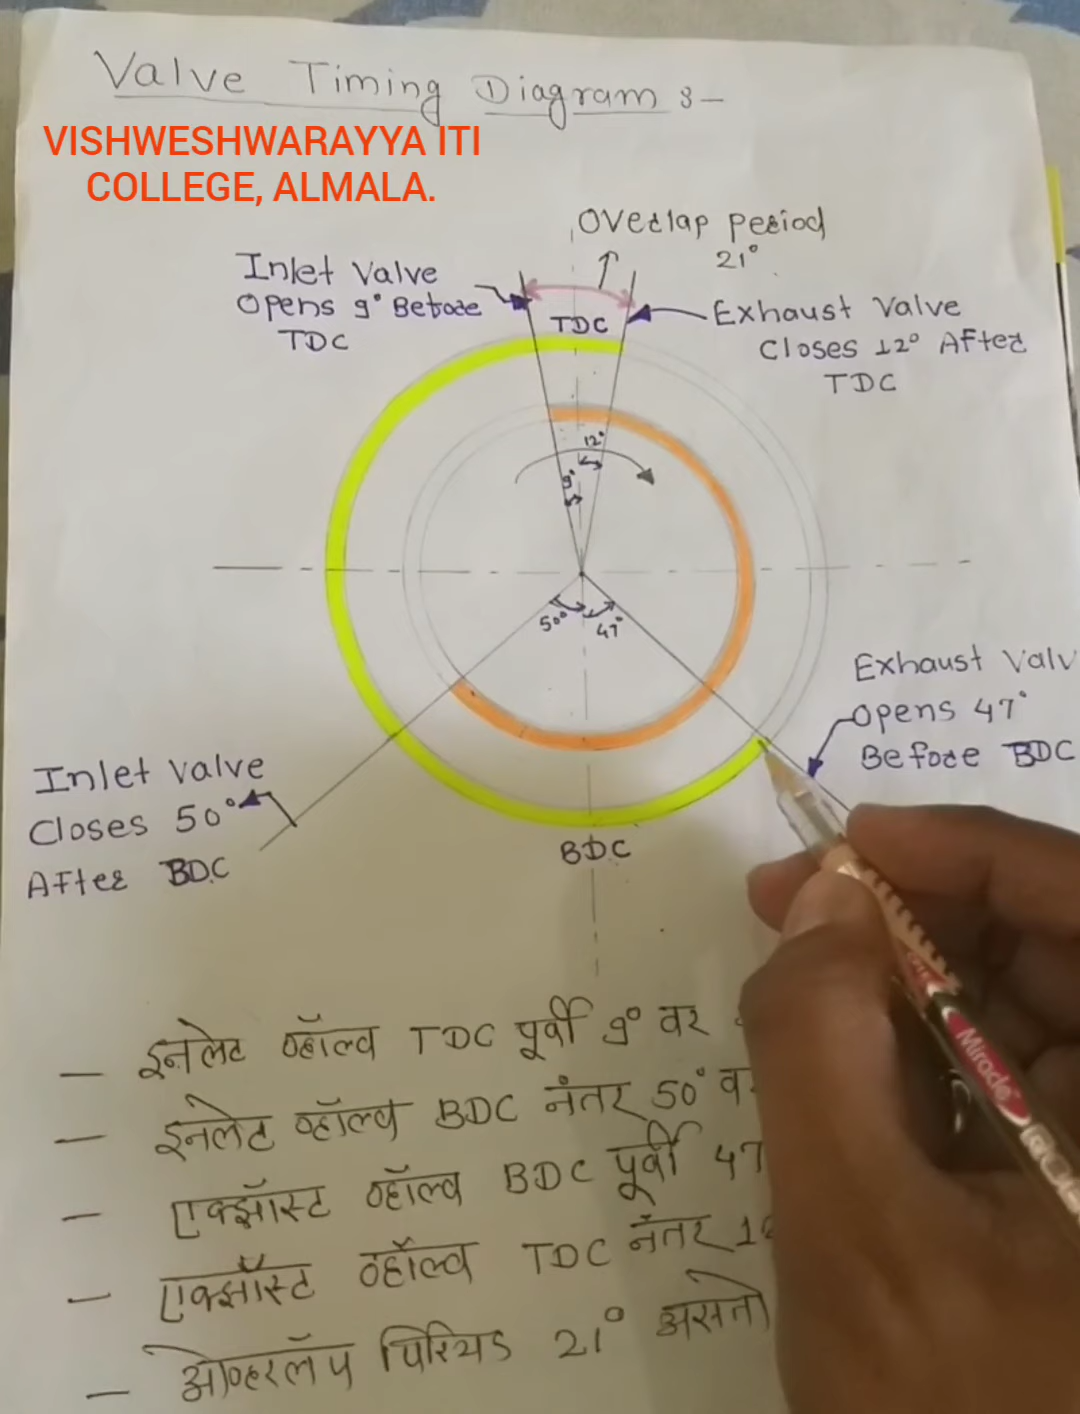 Valve Timing Diagram :-
VISHWESHWARAYYA ITI
COLLEGE, ALMALA.
Overlap period
21°
Inlet Valve
Opens 9° Before
TDC
TDC
Exhaust Valve
Closes 12° After
TDC
12°
9°
50°
47°
Exhaust Valv
Opens 47°
Before BDC
Inlet Valve
Closes 50°
After BDC
BDC
- इनलेट व्हॉल्व TDC पूर्वी 9° वर
- इनलेट व्हॉल्व BDC नंतर 50° व
- एक्झॉस्ट व्हॉल्व BDC पूर्वी 47
- एक्झॉस्ट व्हॉल्व TDC नंतर 1
- ओव्हरलॅप पिरियड 21° असतो
Miracle